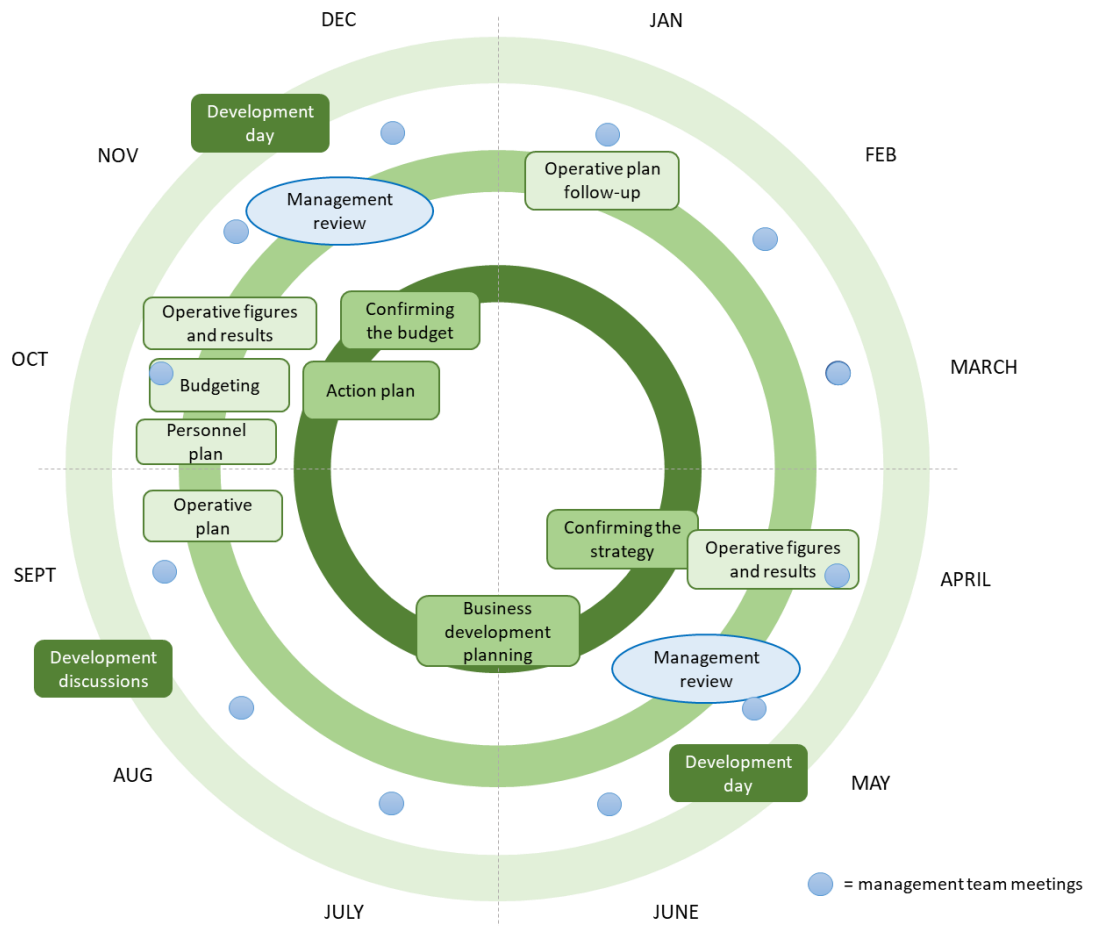 DEC
JAN
Development
day
NOV
FEB
Operative plan
follow-up
Management
review
Operative figures
and results
Confirming
the budget
OCT
MARCH
Budgeting
Action plan
Personnel
plan
Operative
plan
Confirming the
strategy
Operative figures
and results
SEPT
APRIL
Business
development
planning
Development
discussions
Management
review
AUG
Development
day
MAY
= management team meetings
JULY
JUNE